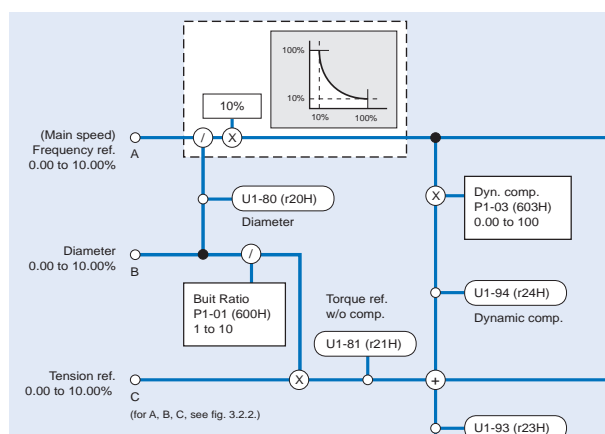 100%
10%
10% 100%
10%
/
X
(Main speed)
Frequency ref.
0.00 to 10.00%
A
X
Dyn. comp.
P1-03 (603H)
0.00 to 100
U1-80 (r20H)
Diameter
Diameter
0.00 to 10.00%
B
/
Buit Ratio
P1-01 (600H)
1 to 10
Torque ref.
w/o comp.
U1-81 (r21H)
U1-94 (r24H)
Dynamic comp.
Tension ref.
0.00 to 10.00%
C
X
+
(for A, B, C, see fig. 3.2.2.)
U1-93 (r23H)